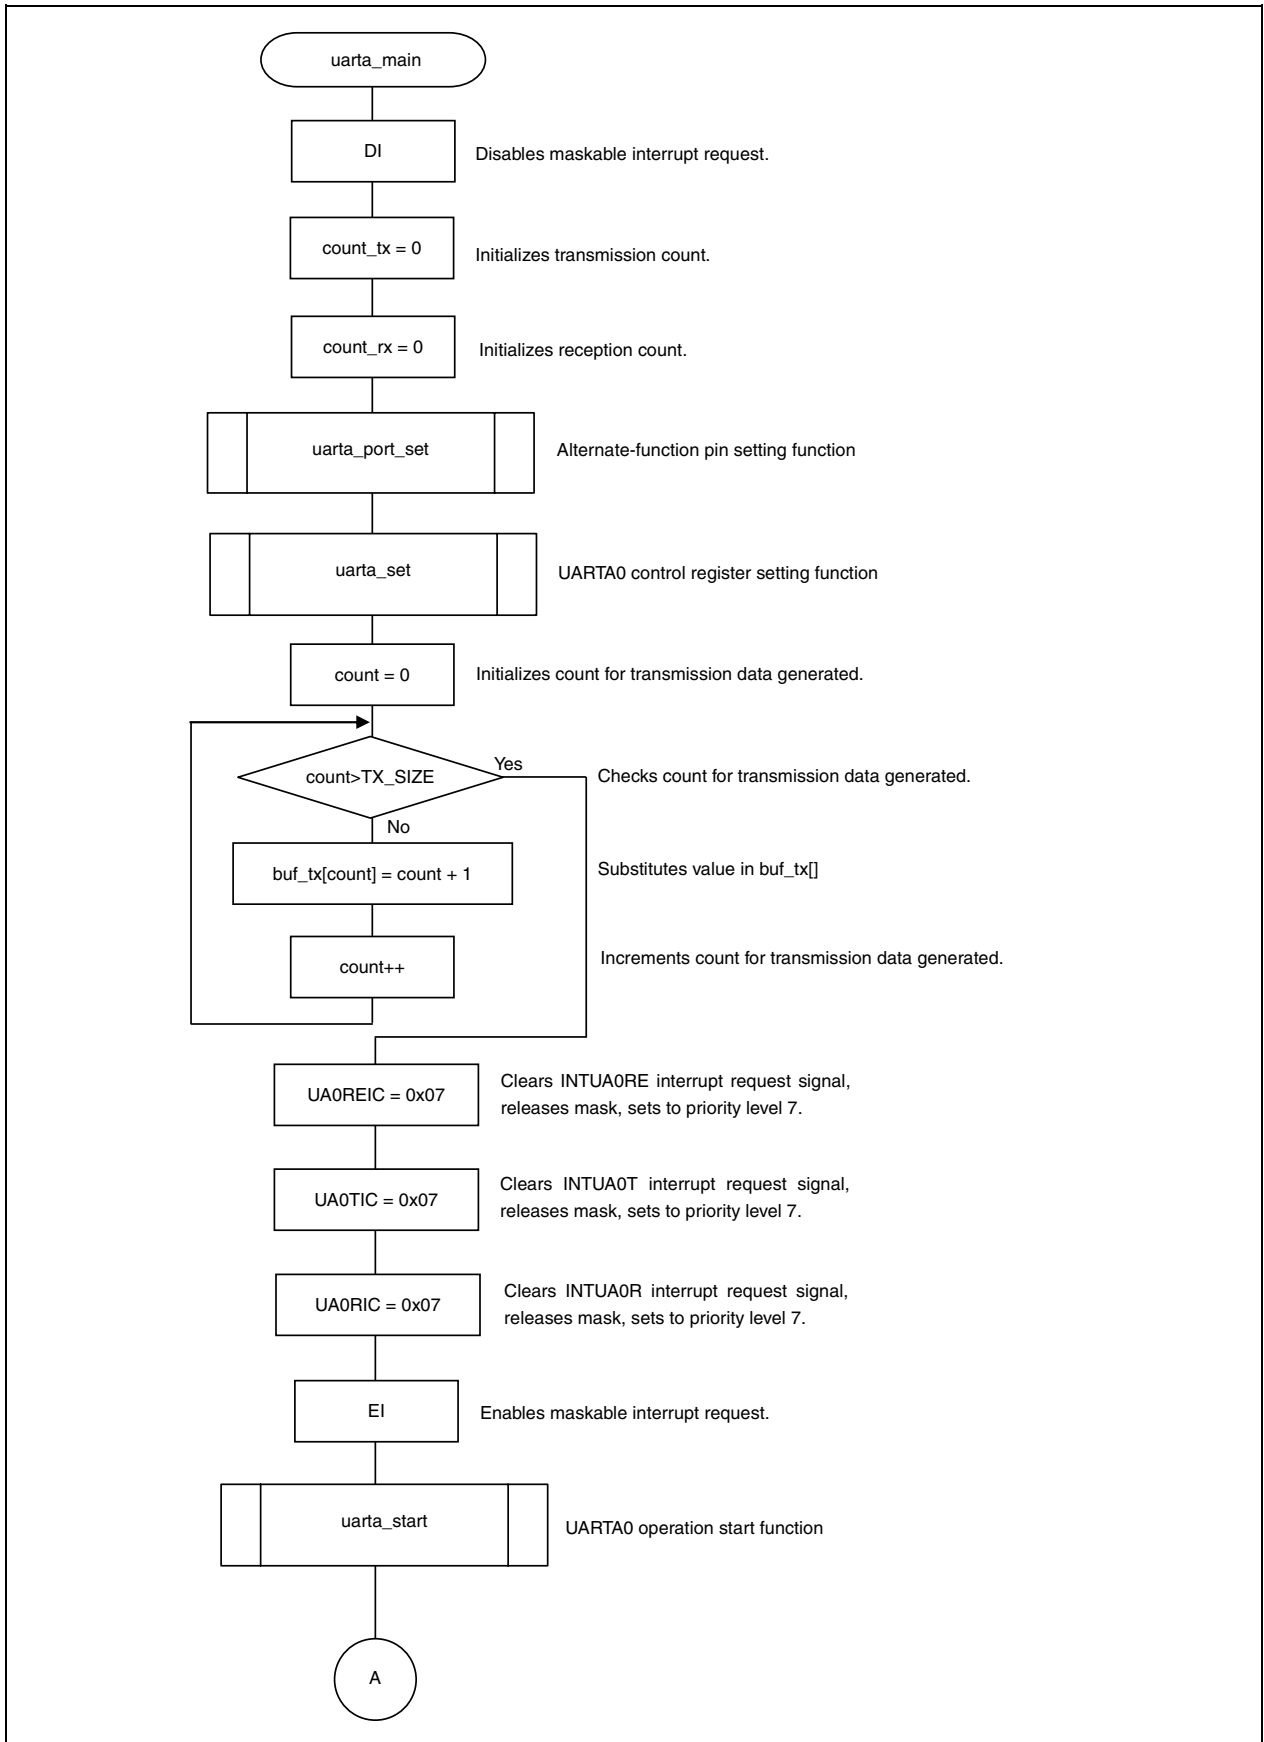 uarta_main
DI
Disables maskable interrupt request.
count_tx = 0
Initializes transmission count.
count_rx = 0
Initializes reception count.
uarta_port_set
Alternate-function pin setting function
uarta_set
UARTA0 control register setting function
count = 0
Initializes count for transmission data generated.
count>TX_SIZE
Yes
Checks count for transmission data generated.
No
buf_tx[count] = count + 1
Substitutes value in buf_tx[]
count++
Increments count for transmission data generated.
UA0REIC = 0x07
Clears INTUA0RE interrupt request signal,
releases mask, sets to priority level 7.
UA0TIC = 0x07
Clears INTUA0T interrupt request signal,
releases mask, sets to priority level 7.
UA0RIC = 0x07
Clears INTUA0R interrupt request signal,
releases mask, sets to priority level 7.
EI
Enables maskable interrupt request.
uarta_start
UARTA0 operation start function
A